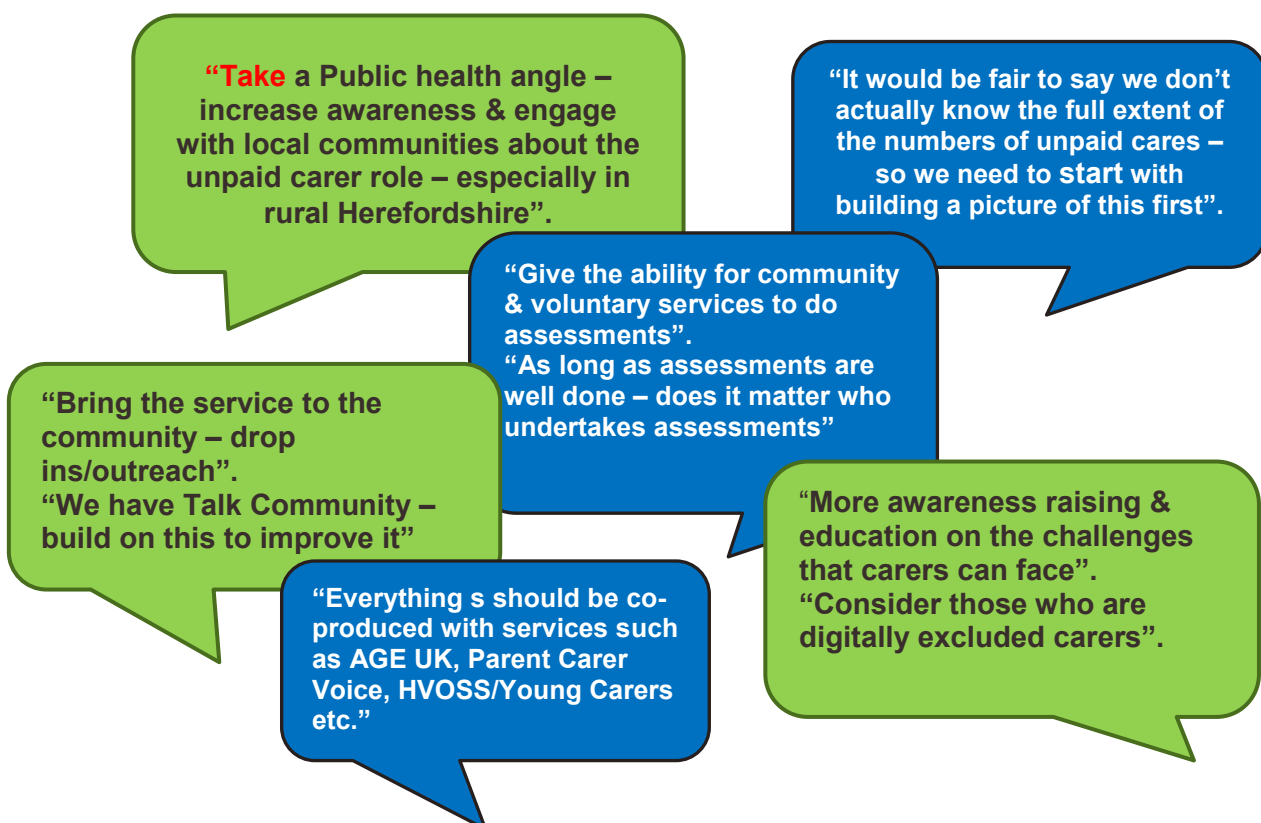 “Take a Public health angle –
increase awareness & engage
with local communities about the
unpaid carer role – especially in
rural Herefordshire”.
“It would be fair to say we don’t
actually know the full extent of
the numbers of unpaid cares –
so we need to start with
building a picture of this first”.
“Give the ability for community
& voluntary services to do
assessments”.
“As long as assessments are
well done – does it matter who
undertakes assessments”
“Bring the service to the
community – drop
ins/outreach”.
“We have Talk Community –
build on this to improve it”
“More awareness raising &
education on the challenges
that carers can face”.
“Consider those who are
digitally excluded carers”.
“Everything s should be co-
produced with services such
as AGE UK, Parent Carer
Voice, HVOSS/Young Carers
etc.”